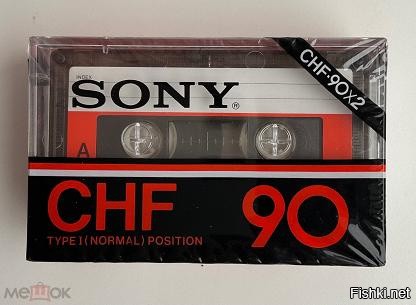 INDEX
SONY®
CHF-90X2
A
CHF 90
TYPE I (NORMAL) POSITION
МЕШОК
Fishki.net